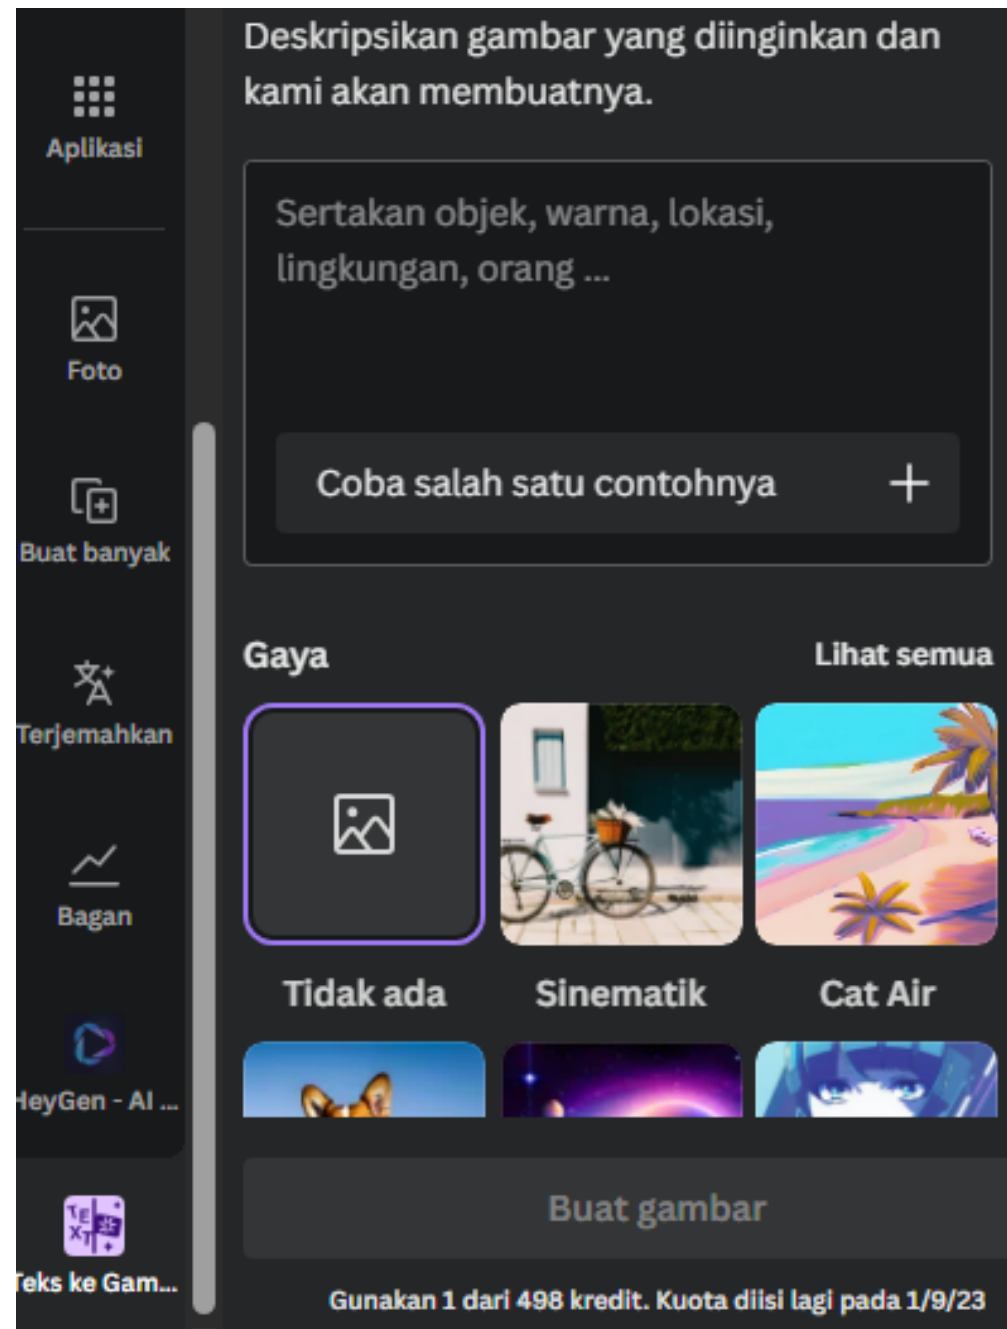 Deskripsikan gambar yang diinginkan dan
kami akan membuatnya.
Aplikasi
Sertakan objek, warna, lokasi,
lingkungan, orang ...
Foto
Coba salah satu contohnya
Buat banyak
Gaya
Lihat semua
Terjemahkan
Bagan
Tidak ada
Sinematik
Cat Air
HeyGen - AI ...
Buat gambar
TEXT
Teks ke Gam...
Gunakan 1 dari 498 kredit. Kuota diisi lagi pada 1/9/23